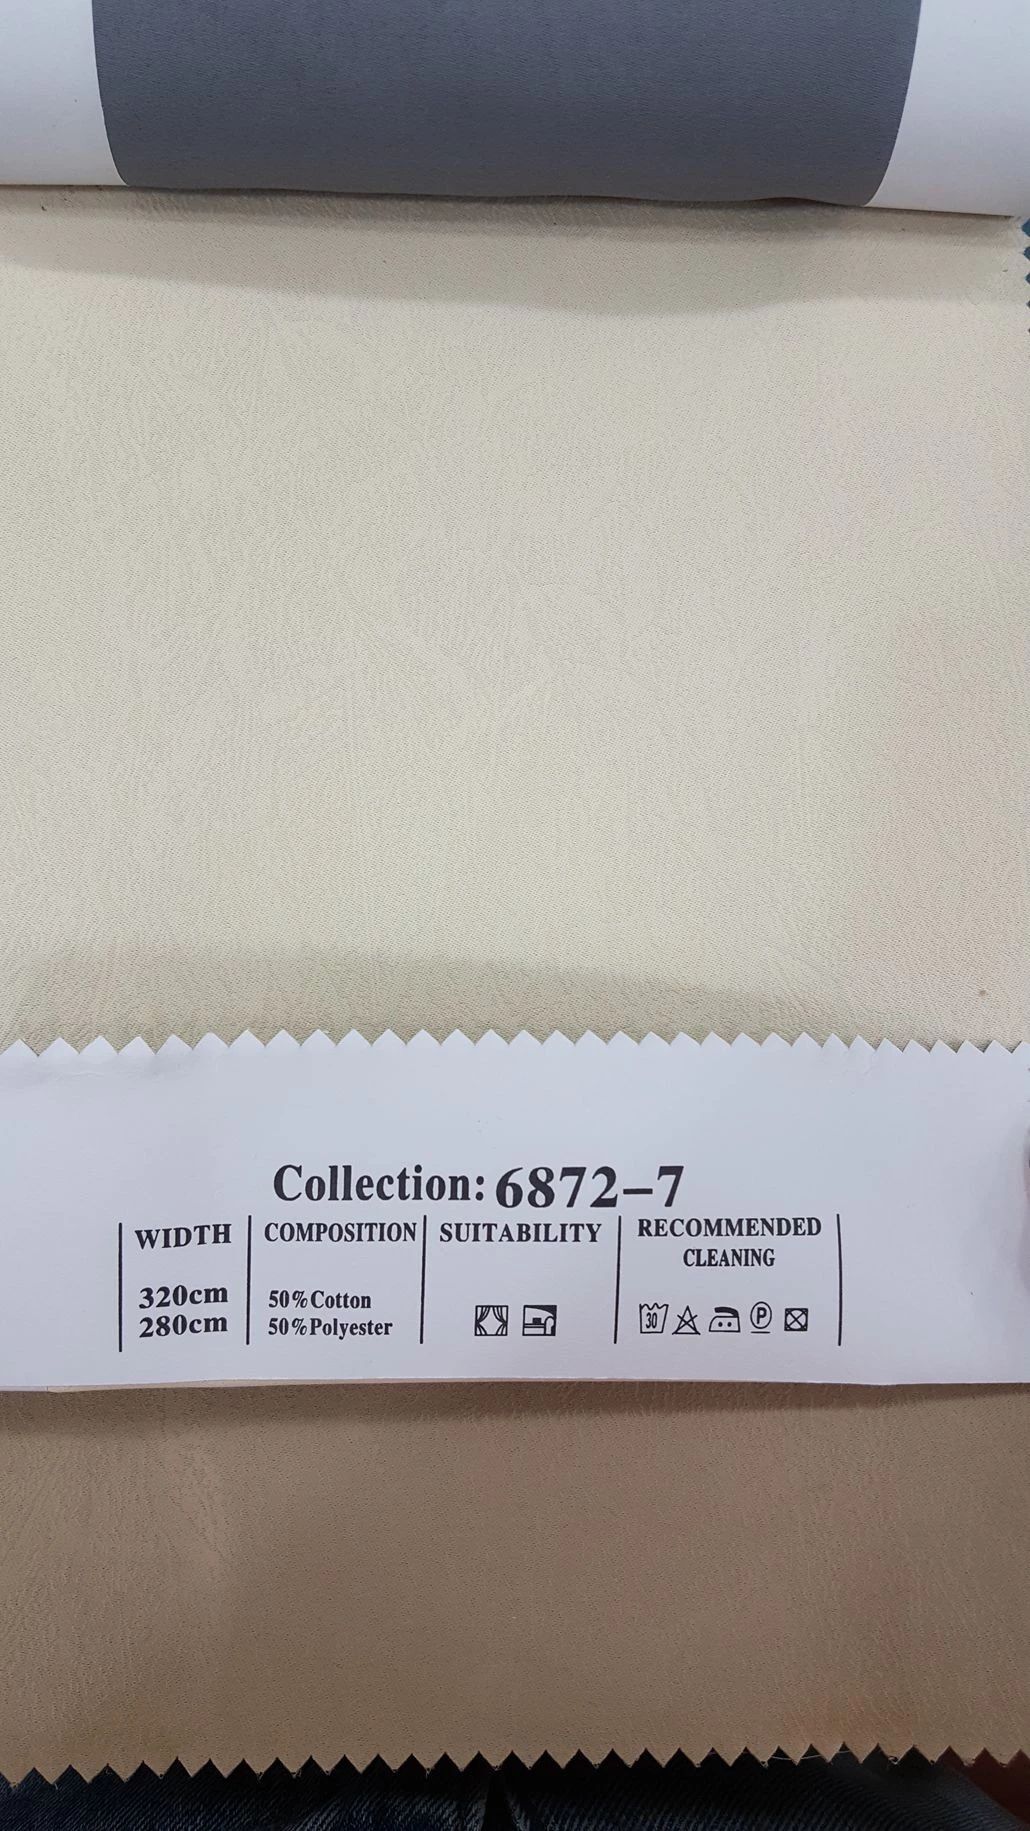 Collection: 6872-7
WIDTH
320cm
280cm
COMPOSITION
50%Cotton
50%Polyester
SUITABILITY
RECOMMENDED
CLEANING
30
P